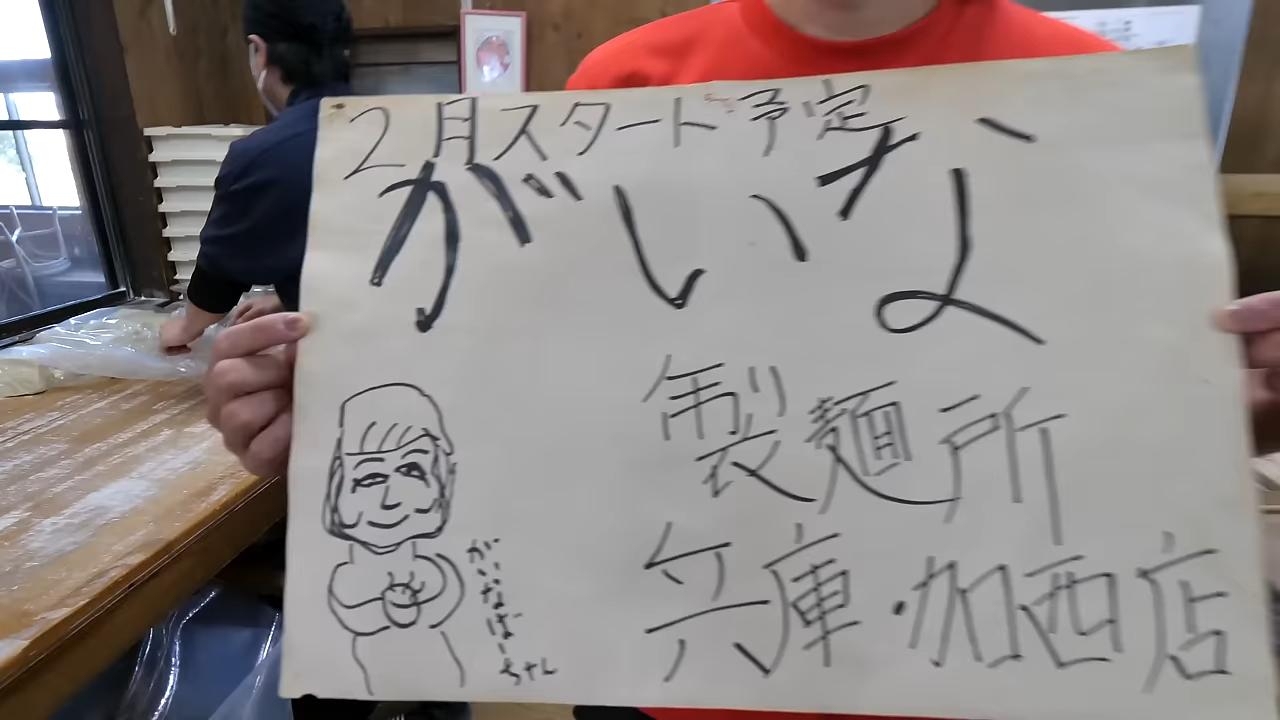 2月スタート予定
がいな
製麺所
兵庫・加西店
がいなばーちゃん